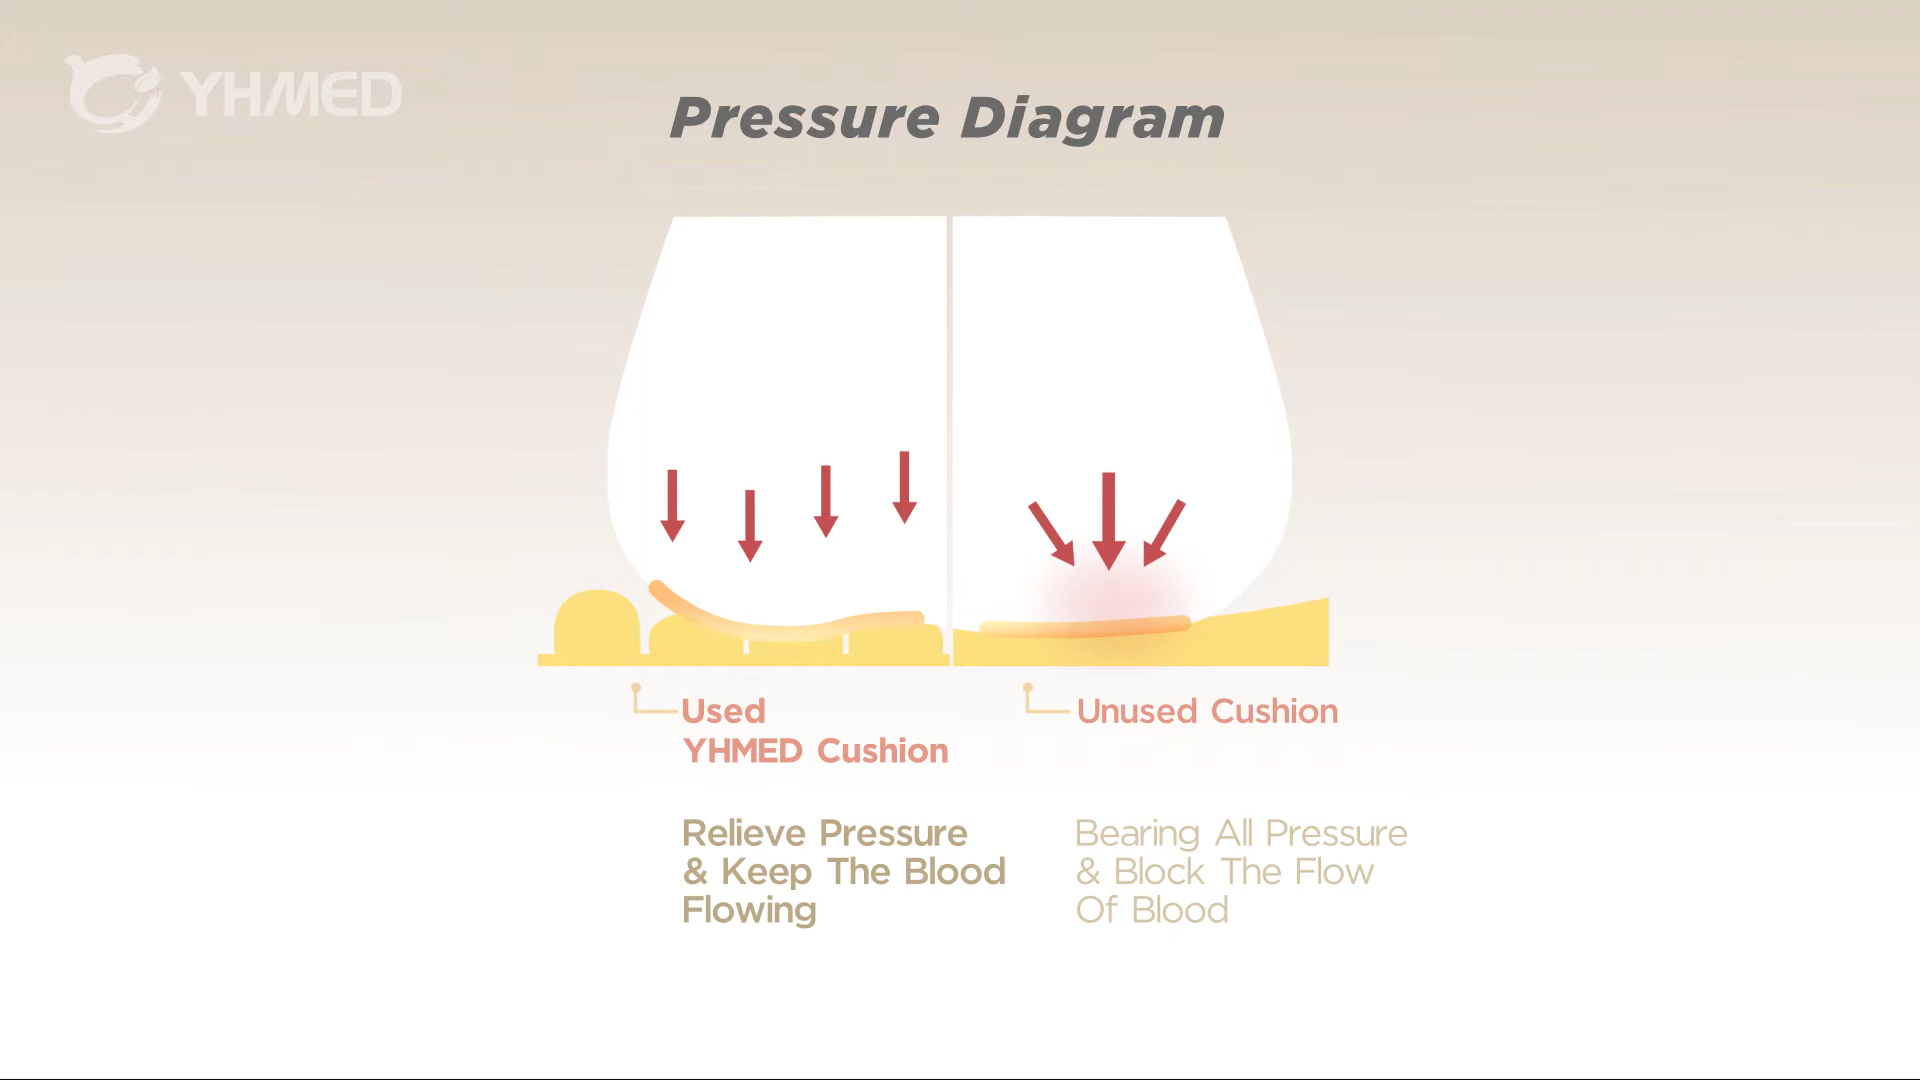 YHMED
Pressure Diagram
Used
YHMED Cushion
Unused Cushion
Relieve Pressure
& Keep The Blood
Flowing
Bearing All Pressure
& Block The Flow
Of Blood